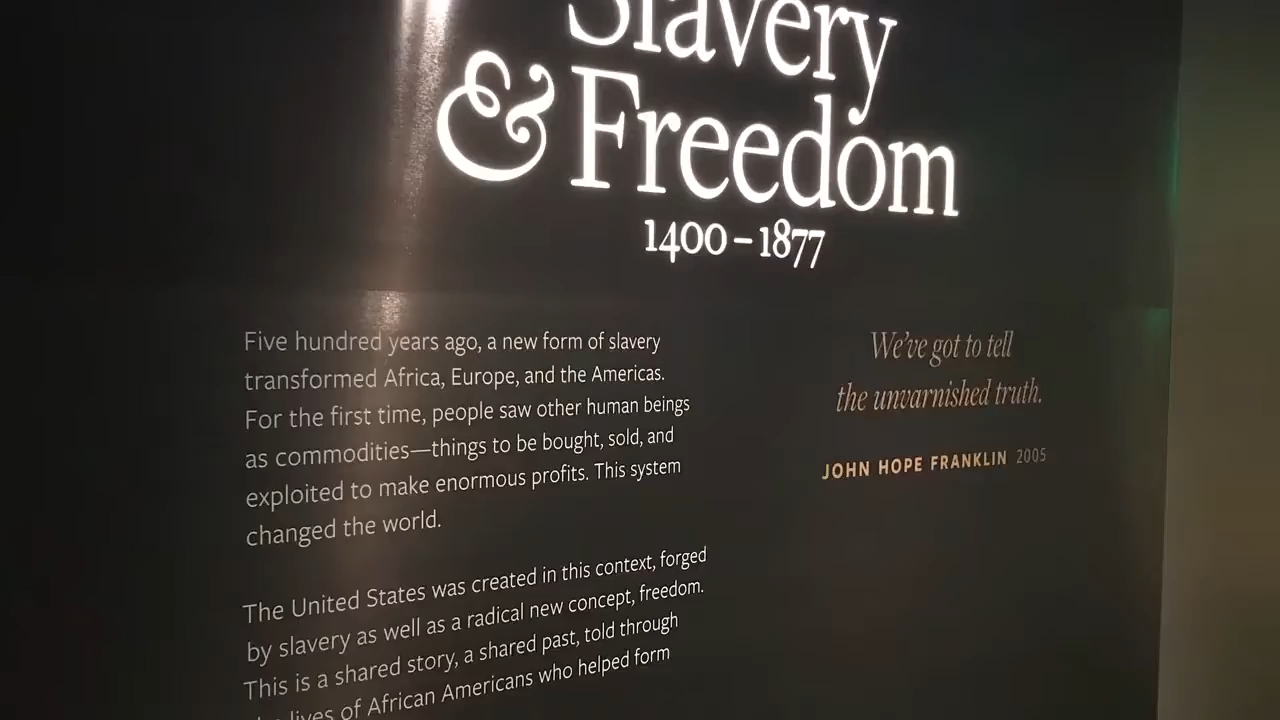 Slavery
& Freedom
1400–1877
Five hundred years ago, a new form of slavery
transformed Africa, Europe, and the Americas.
For the first time, people saw other human beings
as commodities—things to be bought, sold, and
exploited to make enormous profits. This system
changed the world.
The United States was created in this context, forged
by slavery as well as a radical new concept, freedom.
This is a shared story, a shared past, told through
the lives of African Americans who helped form
We've got to tell
the unvarnished truth.
JOHN HOPE FRANKLIN 2005